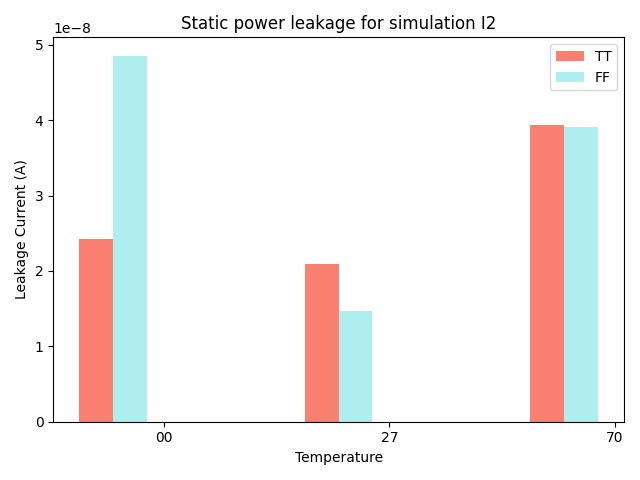 Static power leakage for simulation I2
1e−8
TT
FF
5
4
3
2
1
0
Leakage Current (A)
00
27
70
Temperature